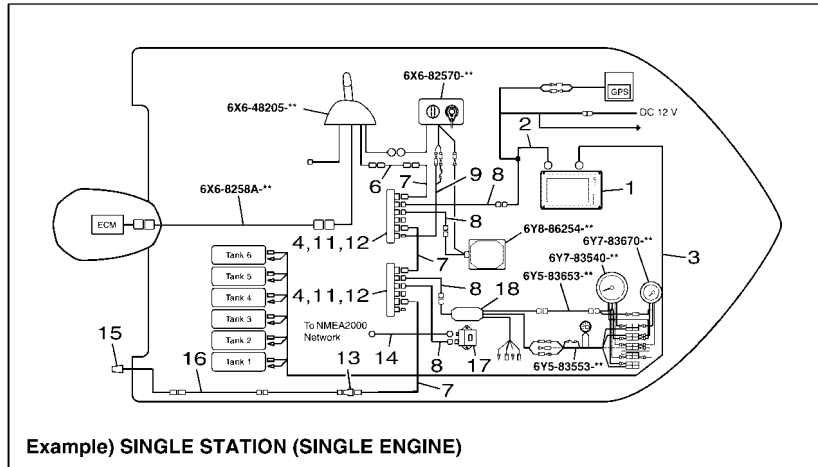 6X6-82570-**
6X6-48205-**
GPS
DC 12 V
2
6
7
9
8
1
6X6-8258A-**
ECM
8
6Y8-86254-**
6Y7-83670-**
4, 11, 12
6Y7-83540-**
3
7
6Y5-83653-**
Tank 6
Tank 5
Tank 4
Tank 3
Tank 2
Tank 1
4, 11, 12
8
18
To NMEA2000
Network
15
16
13
14
8
17
7
6Y5-83553-**
Example) SINGLE STATION (SINGLE ENGINE)